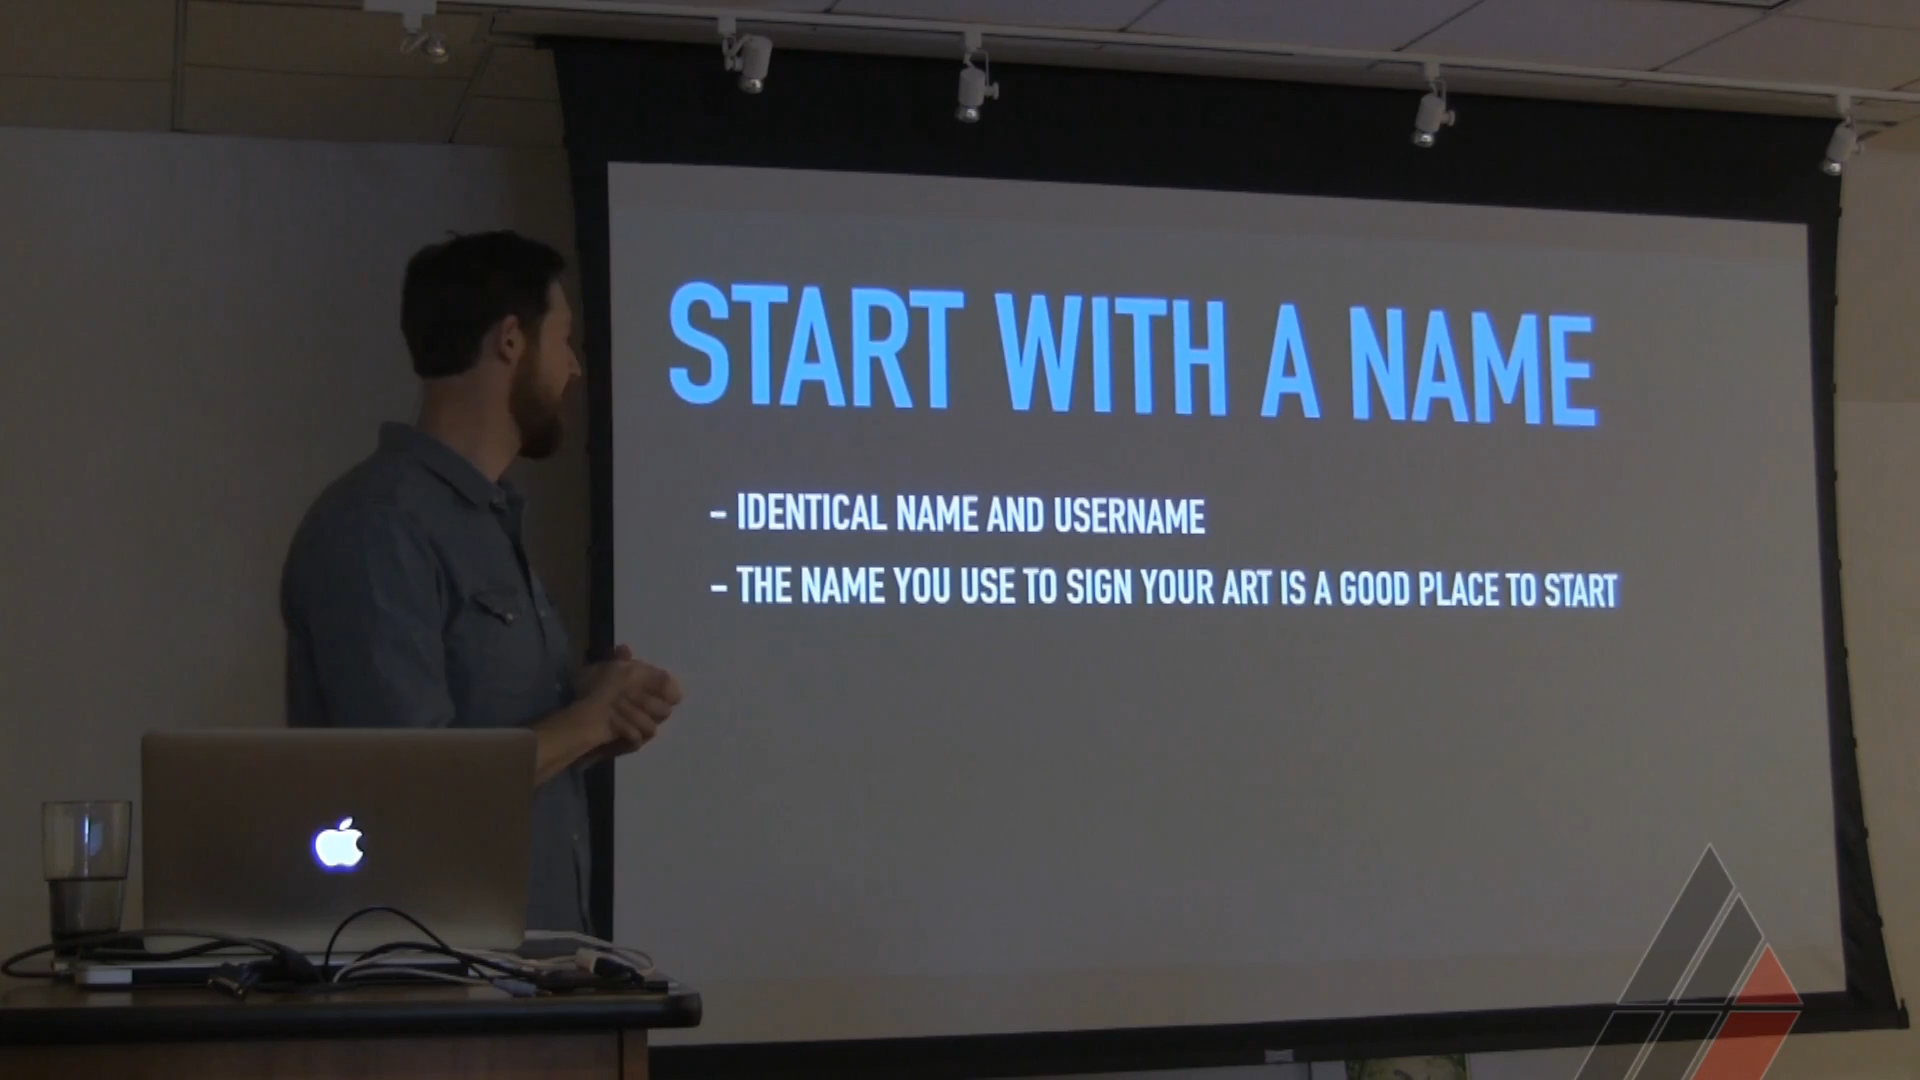 START WITH A NAME
- IDENTICAL NAME AND USERNAME
- THE NAME YOU USE TO SIGN YOUR ART IS A GOOD PLACE TO START